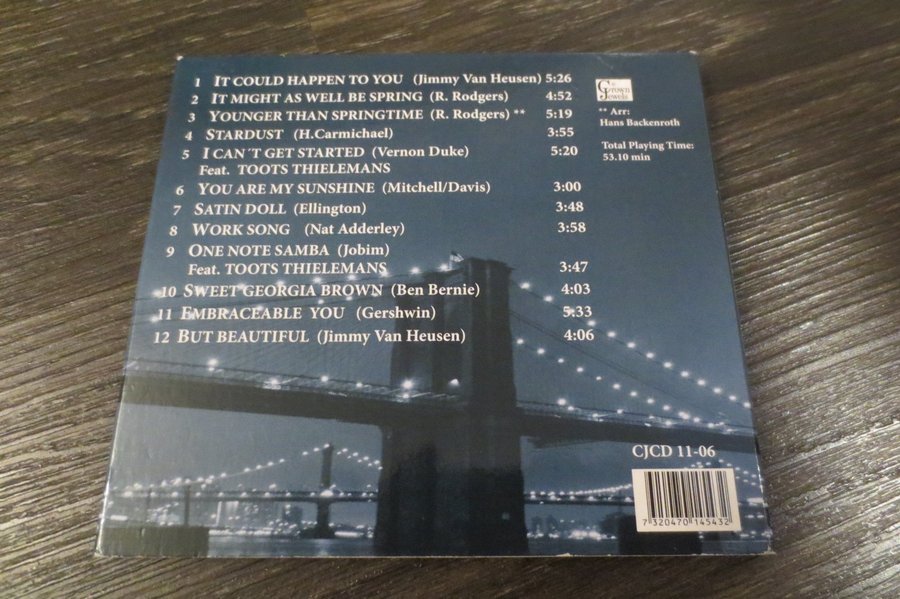 1 IT COULD HAPPEN TO YOU (Jimmy Van Heusen) 5:26
2 IT MIGHT AS WELL BE SPRING (R. Rodgers) 4:52
3 YOUNGER THAN SPRINGTIME (R. Rodgers) ** 5:19
4 STARDUST (H.Carmichael) 3:55
5 I CAN´T GET STARTED (Vernon Duke) 5:20
Feat. TOOTS THIELEMANS
6 YOU ARE MY SUNSHINE (Mitchell/Davis) 3:00
7 SATIN DOLL (Ellington) 3:48
8 WORK SONG (Nat Adderley) 3:58
9 ONE NOTE SAMBA (Jobim)
Feat. TOOTS THIELEMANS 3:47
10 SWEET GEORGIA BROWN (Ben Bernie) 4:03
11 EMBRACEABLE YOU (Gershwin) 5:33
12 BUT BEAUTIFUL (Jimmy Van Heusen) 4:06
Crown
Jewels
** Arr:
Hans Backenroth
Total Playing Time:
53.10 min
CJCD 11-06
7 320470 145432